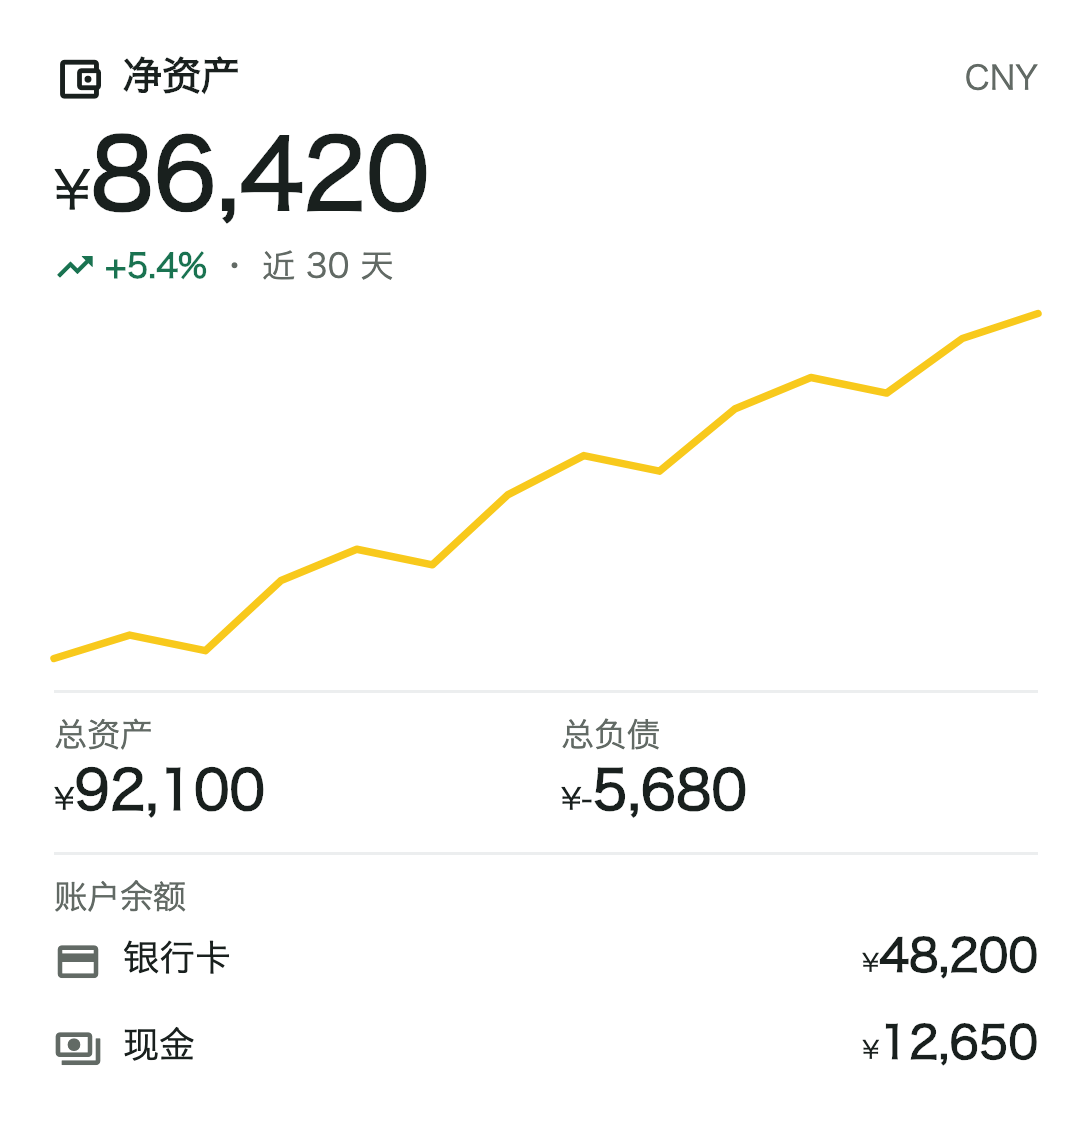 净资产 CNY
¥86,420
+5.4% · 近 30 天
总资产 总负债
¥92,100 ¥-5,680
账户余额
银行卡 ¥48,200
现金 ¥12,650